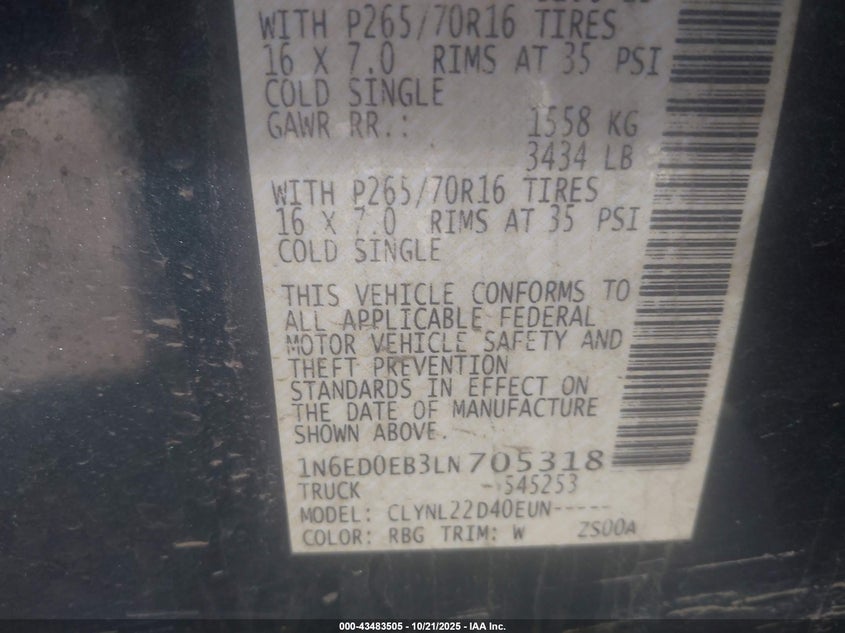 WITH P265/70R16 TIRES
16 X 7.0 RIMS AT 35 PSI
COLD SINGLE
GAWR RR.: 1558 KG
3434 LB
WITH P265/70R16 TIRES
16 X 7.0 RIMS AT 35 PSI
COLD SINGLE
THIS VEHICLE CONFORMS TO
ALL APPLICABLE FEDERAL
MOTOR VEHICLE SAFETY AND
THEFT PREVENTION
STANDARDS IN EFFECT ON
THE DATE OF MANUFACTURE
SHOWN ABOVE.
1N6ED0EB3LN705318
TRUCK -545253
MODEL: CLYNL22D40EUN-----
COLOR: RBG TRIM: W ZS00A
000-43483505 - 10/21/2025 - IAA Inc.